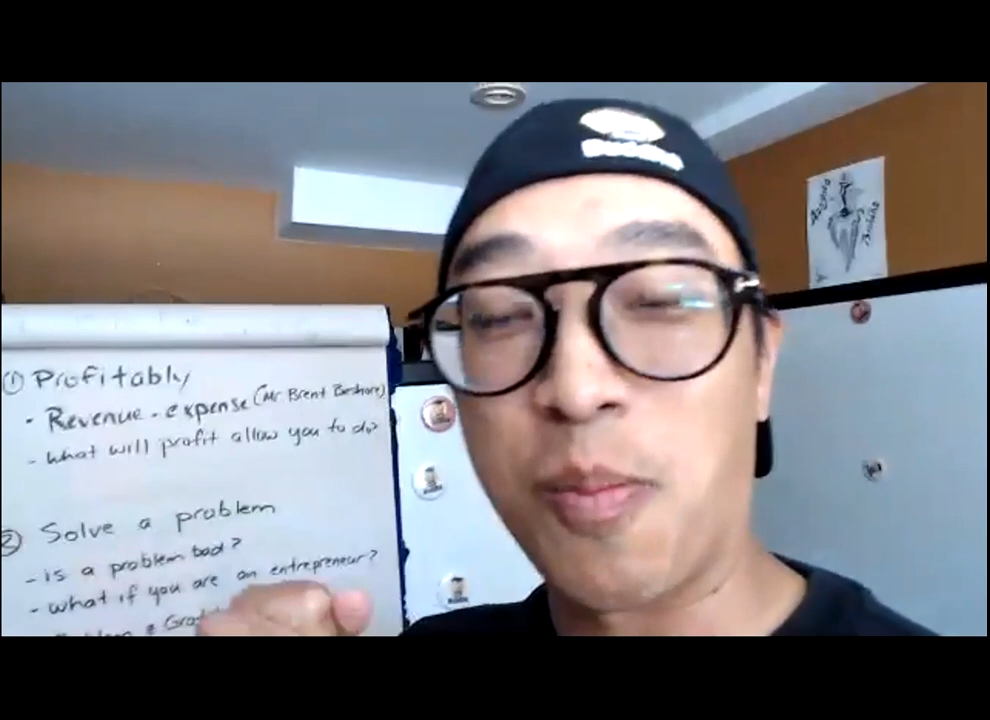 ① Profitably
- Revenue - expense (Mr. Brent Beshore)
- what will profit allow you to do?
② Solve a problem
- is a problem bad?
- what if you are an entrepreneur?